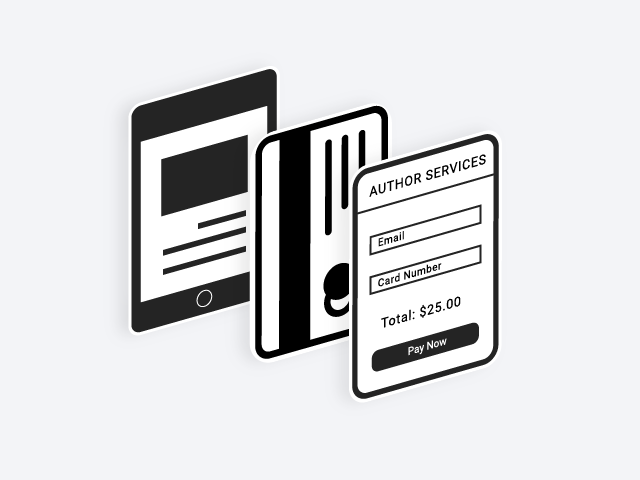 AUTHOR SERVICES
Email
Card Number
Total: $25.00
Pay Now